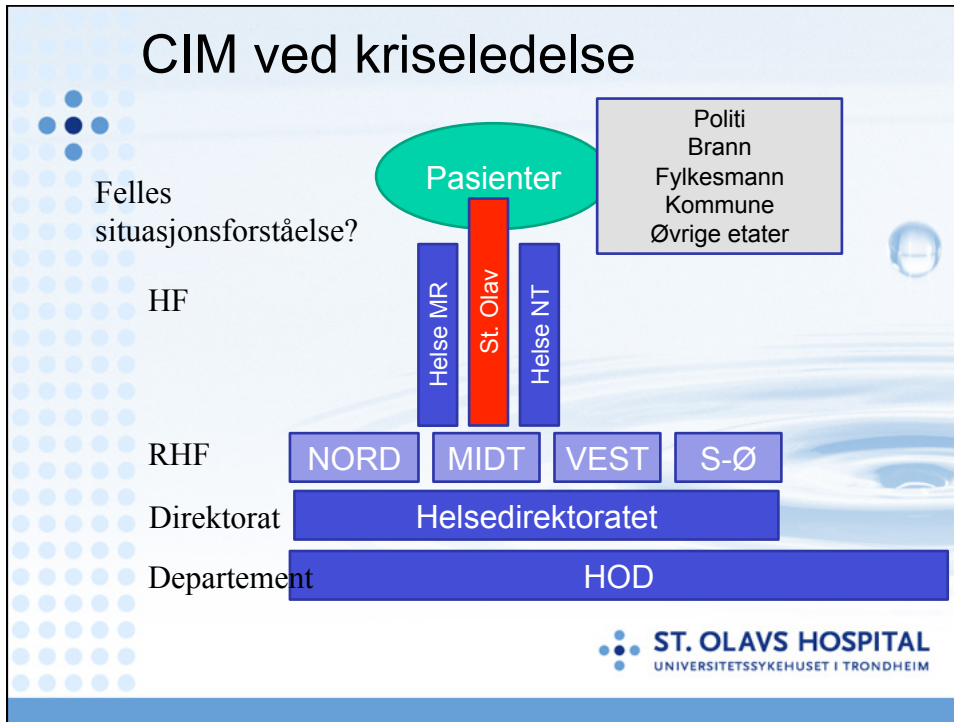 CIM ved kriseledelse
Politi
Brann
Fylkesmann
Kommune
Øvrige etater
Pasienter
Felles
situasjonsforståelse?
HF
Helse MR
St. Olav
Helse NT
RHF
NORD
MIDT
VEST
S-Ø
Direktorat
Helsedirektoratet
Departement
HOD
ST. OLAVS HOSPITAL
UNIVERSITETSSYKEHUSET I TRONDHEIM